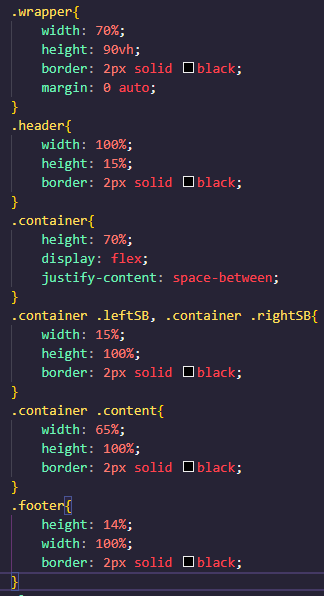 .wrapper{
    width: 70%;
    height: 90vh;
    border: 2px solid black;
    margin: 0 auto;
}
.header{
    width: 100%;
    height: 15%;
    border: 2px solid black;
}
.container{
    height: 70%;
    display: flex;
    justify-content: space-between;
}
.container .leftSB, .container .rightSB{
    width: 15%;
    height: 100%;
    border: 2px solid black;
}
.container .content{
    width: 65%;
    height: 100%;
    border: 2px solid black;
}
.footer{
    height: 14%;
    width: 100%;
    border: 2px solid black;
}